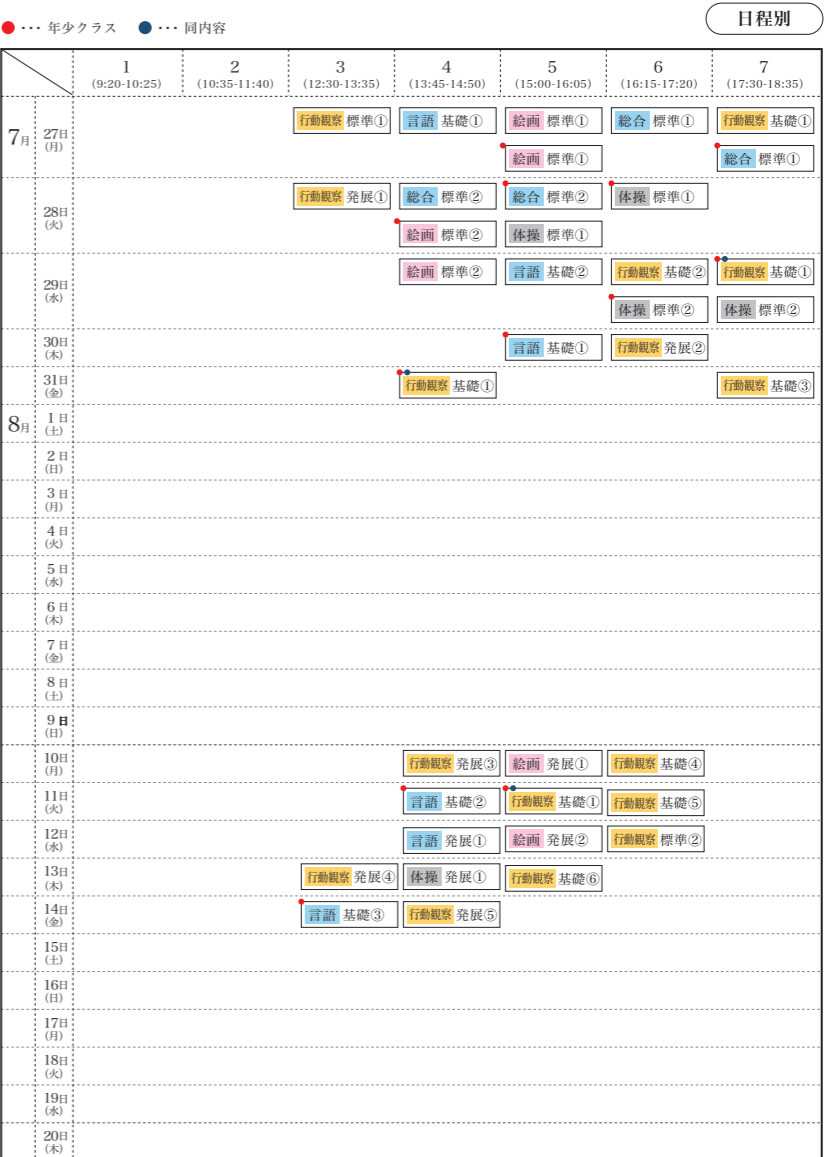 日程別
●･･･ 年少クラス ●･･･ 同内容
1 2 3 4 5 6 7
(9:20-10:25) (10:35-11:40) (12:30-13:35) (13:45-14:50) (15:00-16:05) (16:15-17:20) (17:30-18:35)
7月 27日 (月) 行動観察 標準① 言語 基礎① 絵画 標準① 総合 標準① 行動観察 基礎①
絵画 標準① 総合 標準①
28日 (火) 行動観察 発展① 総合 標準② 総合 標準② 体操 標準①
絵画 標準② 体操 標準①
29日 (水) 絵画 標準② 言語 基礎② 行動観察 基礎② 行動観察 基礎①
体操 標準② 体操 標準②
30日 (木) 言語 基礎① 行動観察 発展②
31日 (金) 行動観察 基礎① 行動観察 基礎③
8月 1日 (土)
2日 (日)
3日 (月)
4日 (火)
5日 (水)
6日 (木)
7日 (金)
8日 (土)
9日 (日)
10日 (月) 行動観察 発展③ 絵画 発展① 行動観察 基礎④
11日 (火) 言語 基礎② 行動観察 基礎① 行動観察 基礎⑤
12日 (水) 言語 発展① 絵画 発展② 行動観察 標準②
13日 (木) 行動観察 発展④ 体操 発展① 行動観察 基礎⑥
14日 (金) 言語 基礎③ 行動観察 発展⑤
15日 (土)
16日 (日)
17日 (月)
18日 (火)
19日 (水)
20日 (木)